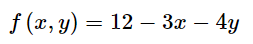 f (x, y) = 12 − 3x − 4y